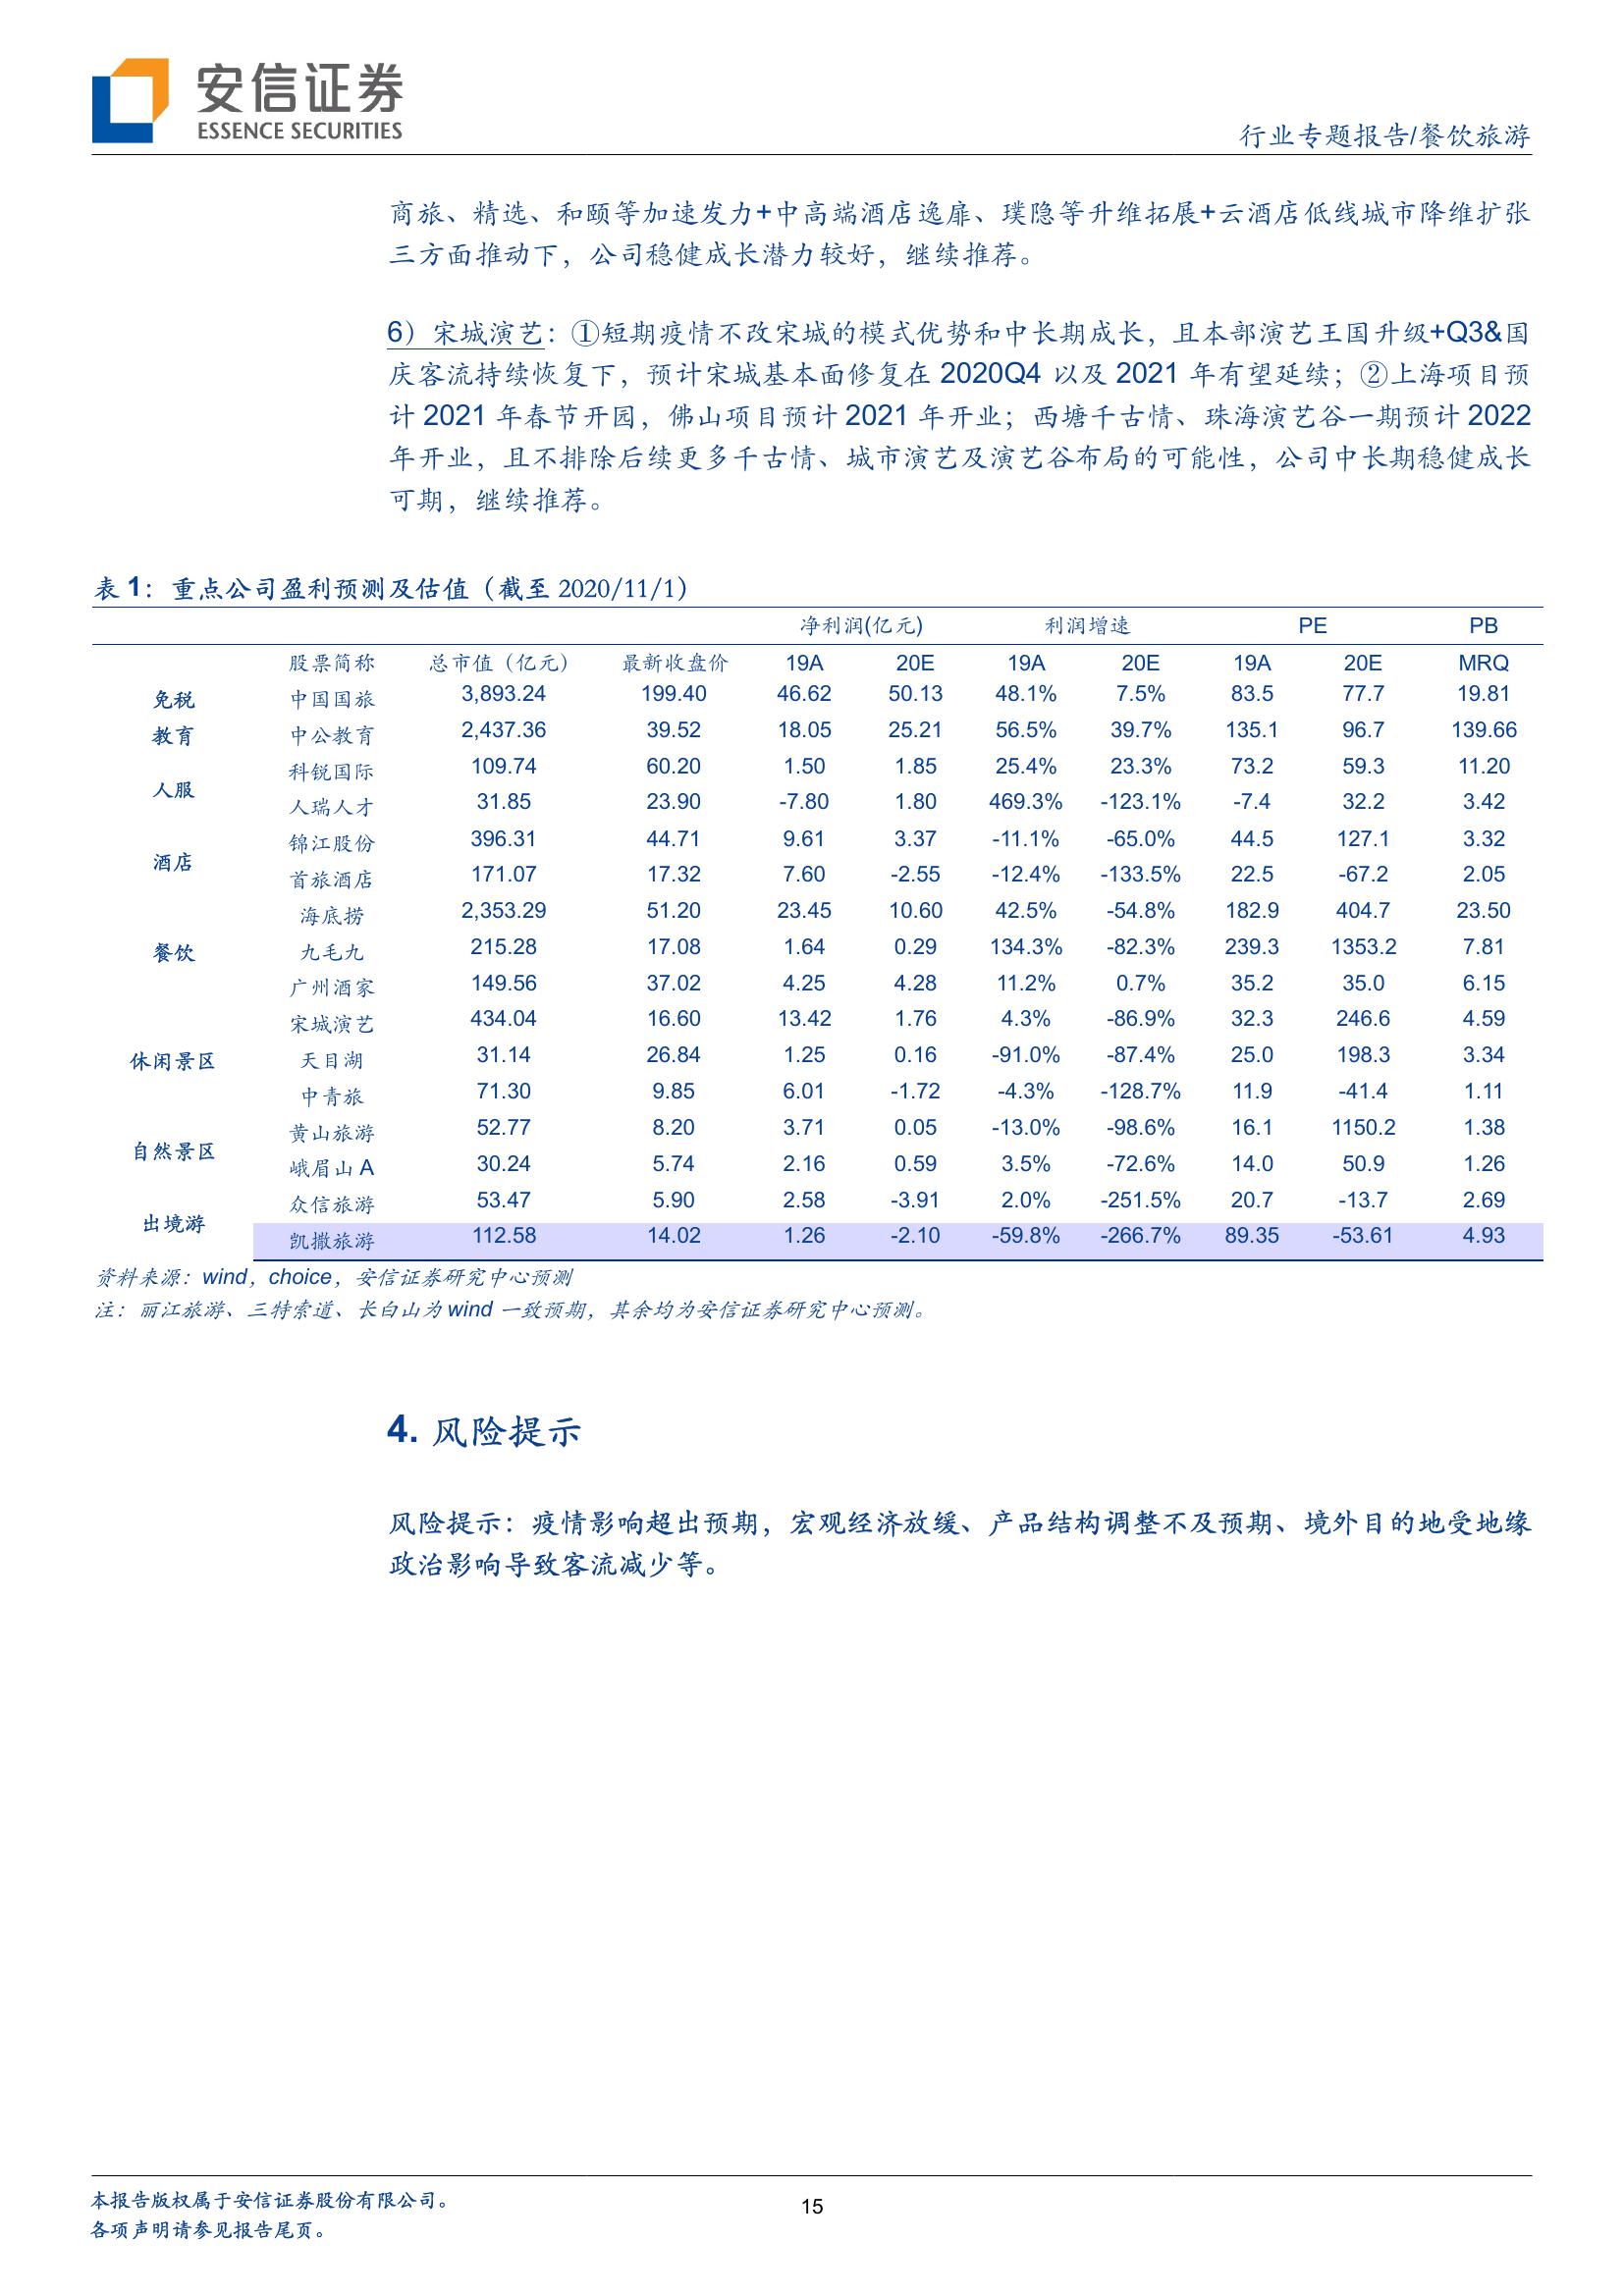 安信证券
ESSENCE SECURITIES
行业专题报告/餐饮旅游
商旅、精选、和颐等加速发力+中高端酒店逸扉、璞隐等升维拓展+云酒店低线城市降维扩张
三方面推动下，公司稳健成长潜力较好，继续推荐。
6）宋城演艺：①短期疫情不改宋城的模式优势和中长期成长，且本部演艺王国升级+Q3&国
庆客流持续恢复下，预计宋城基本面修复在 2020Q4 以及 2021 年有望延续；②上海项目预
计 2021 年春节开园，佛山项目预计 2021 年开业；西塘千古情、珠海演艺谷一期预计 2022
年开业，且不排除后续更多千古情、城市演艺及演艺谷布局的可能性，公司中长期稳健成长
可期，继续推荐。
表 1：重点公司盈利预测及估值（截至 2020/11/1）
净利润(亿元) 利润增速 PE PB
股票简称 总市值（亿元） 最新收盘价 19A 20E 19A 20E 19A 20E MRQ
免税 中国国旅 3,893.24 199.40 46.62 50.13 48.1% 7.5% 83.5 77.7 19.81
教育 中公教育 2,437.36 39.52 18.05 25.21 56.5% 39.7% 135.1 96.7 139.66
人服 科锐国际 109.74 60.20 1.50 1.85 25.4% 23.3% 73.2 59.3 11.20
人瑞人才 31.85 23.90 -7.80 1.80 469.3% -123.1% -7.4 32.2 3.42
酒店 锦江股份 396.31 44.71 9.61 3.37 -11.1% -65.0% 44.5 127.1 3.32
首旅酒店 171.07 17.32 7.60 -2.55 -12.4% -133.5% 22.5 -67.2 2.05
海底捞 2,353.29 51.20 23.45 10.60 42.5% -54.8% 182.9 404.7 23.50
餐饮 九毛九 215.28 17.08 1.64 0.29 134.3% -82.3% 239.3 1353.2 7.81
广州酒家 149.56 37.02 4.25 4.28 11.2% 0.7% 35.2 35.0 6.15
宋城演艺 434.04 16.60 13.42 1.76 4.3% -86.9% 32.3 246.6 4.59
休闲景区 天目湖 31.14 26.84 1.25 0.16 -91.0% -87.4% 25.0 198.3 3.34
中青旅 71.30 9.85 6.01 -1.72 -4.3% -128.7% 11.9 -41.4 1.11
自然景区 黄山旅游 52.77 8.20 3.71 0.05 -13.0% -98.6% 16.1 1150.2 1.38
峨眉山 A 30.24 5.74 2.16 0.59 3.5% -72.6% 14.0 50.9 1.26
出境游 众信旅游 53.47 5.90 2.58 -3.91 2.0% -251.5% 20.7 -13.7 2.69
凯撒旅游 112.58 14.02 1.26 -2.10 -59.8% -266.7% 89.35 -53.61 4.93
资料来源：wind，choice，安信证券研究中心预测
注：丽江旅游、三特索道、长白山为 wind 一致预期，其余均为安信证券研究中心预测。
4. 风险提示
风险提示：疫情影响超出预期，宏观经济放缓、产品结构调整不及预期、境外目的地受地缘
政治影响导致客流减少等。
本报告版权属于安信证券股份有限公司。
各项声明请参见报告尾页。
15